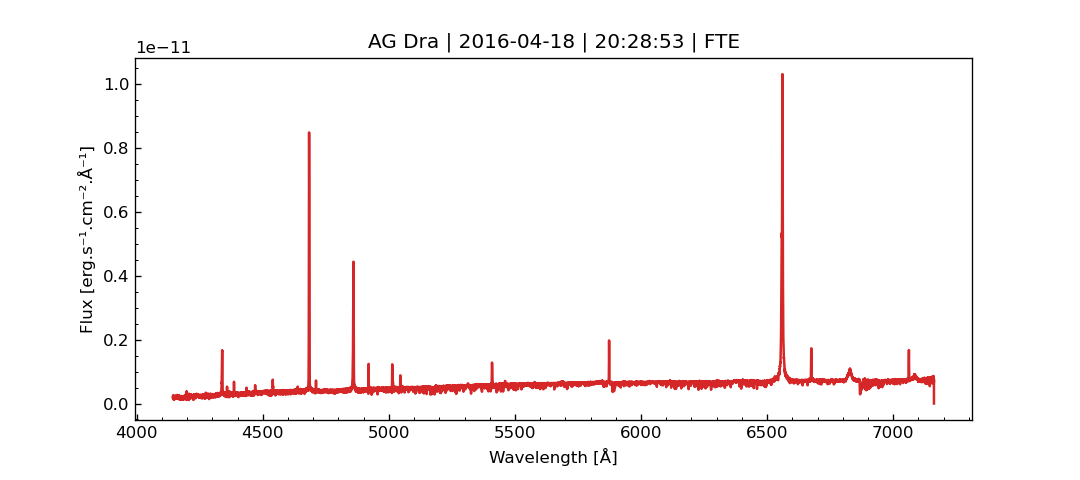 AG Dra | 2016-04-18 | 20:28:53 | FTE
1e−11
1.0
0.8
0.6
0.4
0.2
0.0
Flux [erg.s⁻¹.cm⁻².Å⁻¹]
4000 4500 5000 5500 6000 6500 7000
Wavelength [Å]